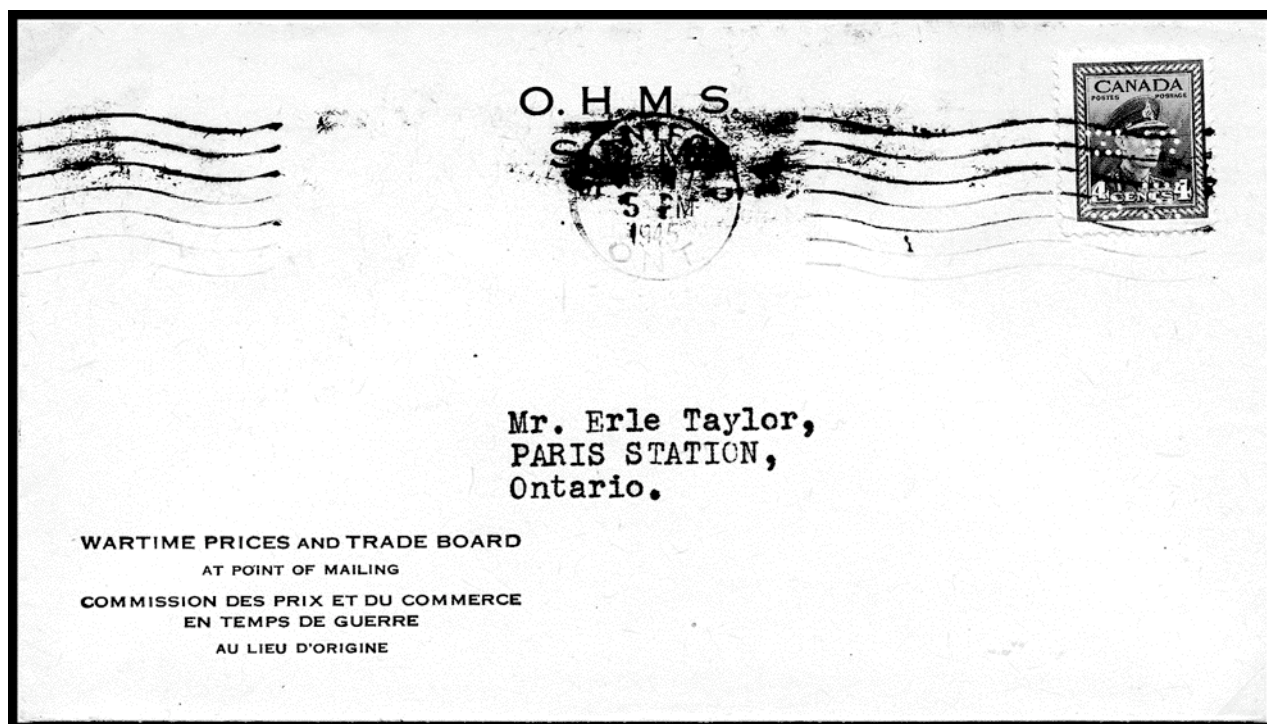 O. H. M. S.
CANADA
POSTES POSTAGE
4 CENTS 4
5 PM
1945
ONT
Mr. Erle Taylor,
PARIS STATION,
Ontario.
WARTIME PRICES AND TRADE BOARD
AT POINT OF MAILING
COMMISSION DES PRIX ET DU COMMERCE
EN TEMPS DE GUERRE
AU LIEU D'ORIGINE